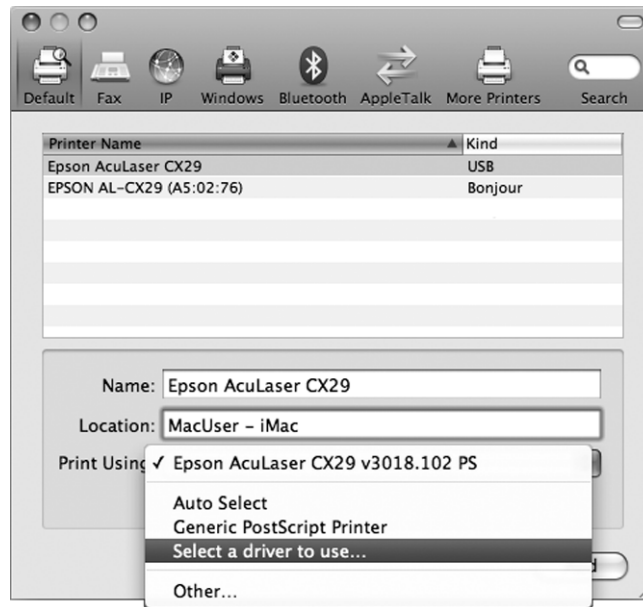 Default Fax IP Windows Bluetooth AppleTalk More Printers Search
Printer Name Kind
Epson AcuLaser CX29 USB
EPSON AL-CX29 (A5:02:76) Bonjour
Name: Epson AcuLaser CX29
Location: MacUser – iMac
Print Using ✓ Epson AcuLaser CX29 v3018.102 PS
Auto Select
Generic PostScript Printer
Select a driver to use...
Other...